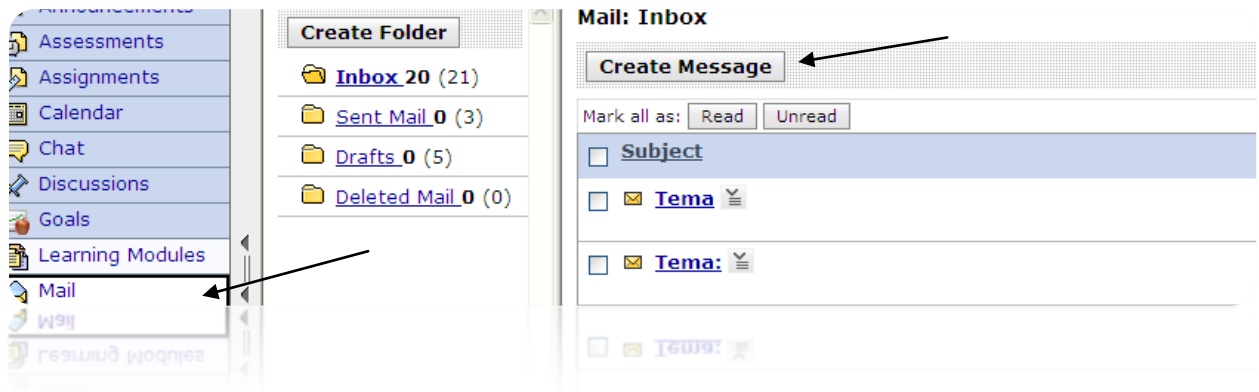 Announcements
Assessments
Assignments
Calendar
Chat
Discussions
Goals
Learning Modules
Mail
Create Folder
Inbox 20 (21)
Sent Mail 0 (3)
Drafts 0 (5)
Deleted Mail 0 (0)
Mail: Inbox
Create Message
Mark all as: Read Unread
Subject
Tema
Tema: